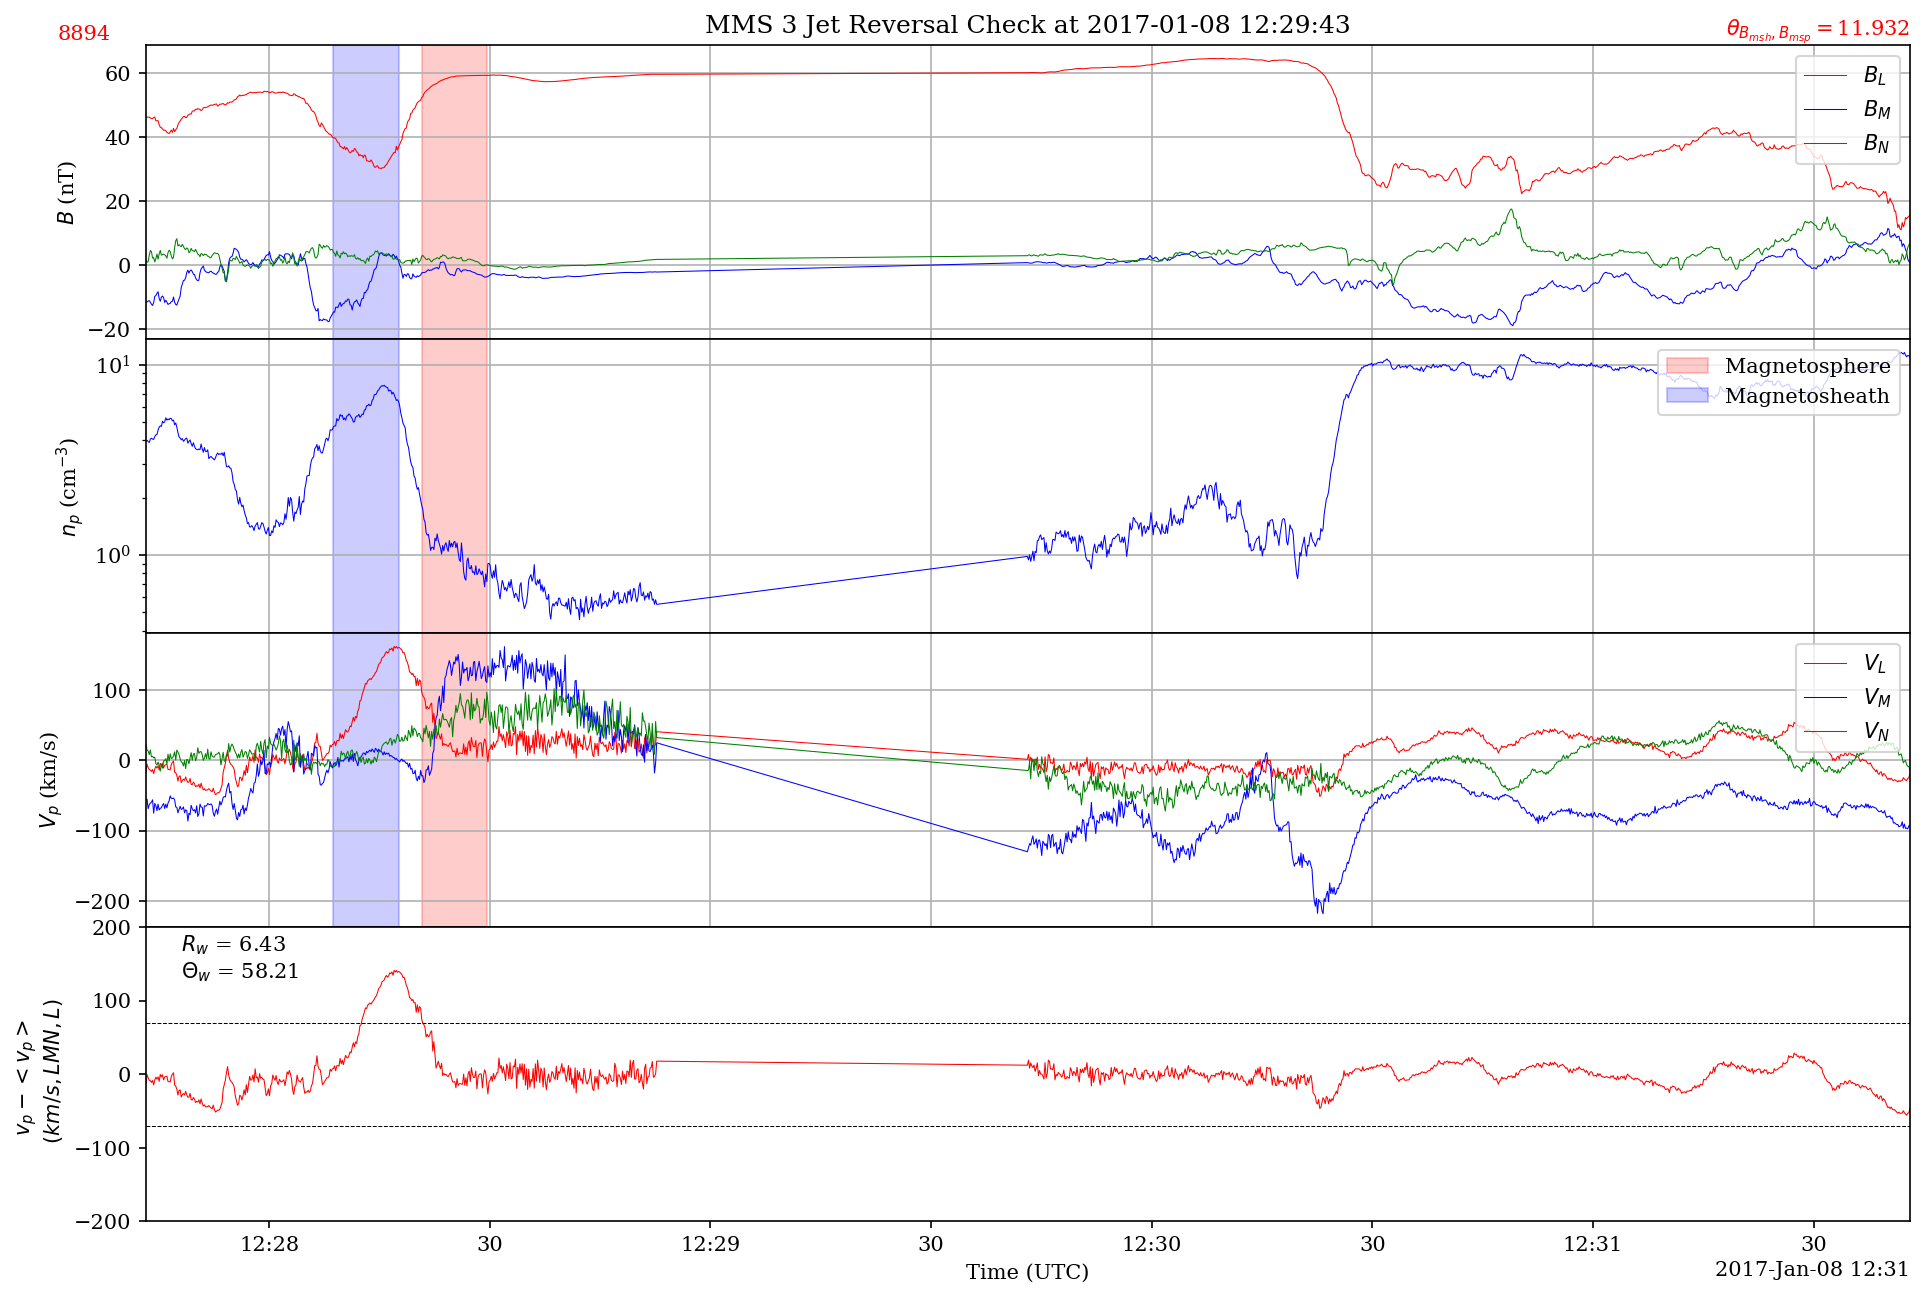 8894
MMS 3 Jet Reversal Check at 2017-01-08 12:29:43
θ_{B_{msh}, B_{msp}} = 11.932
60
40
20
0
−20
B (nT)
B_L
B_M
B_N
10^1
10^0
n_p (cm^{−3})
Magnetosphere
Magnetosheath
100
0
−100
−200
V_p (km/s)
V_L
V_M
V_N
200
100
0
−100
−200
v_p − < v_p >
(km/s, LMN, L)
R_w = 6.43
Θ_w = 58.21
12:28
30
12:29
30
12:30
30
12:31
30
Time (UTC)
2017-Jan-08 12:31